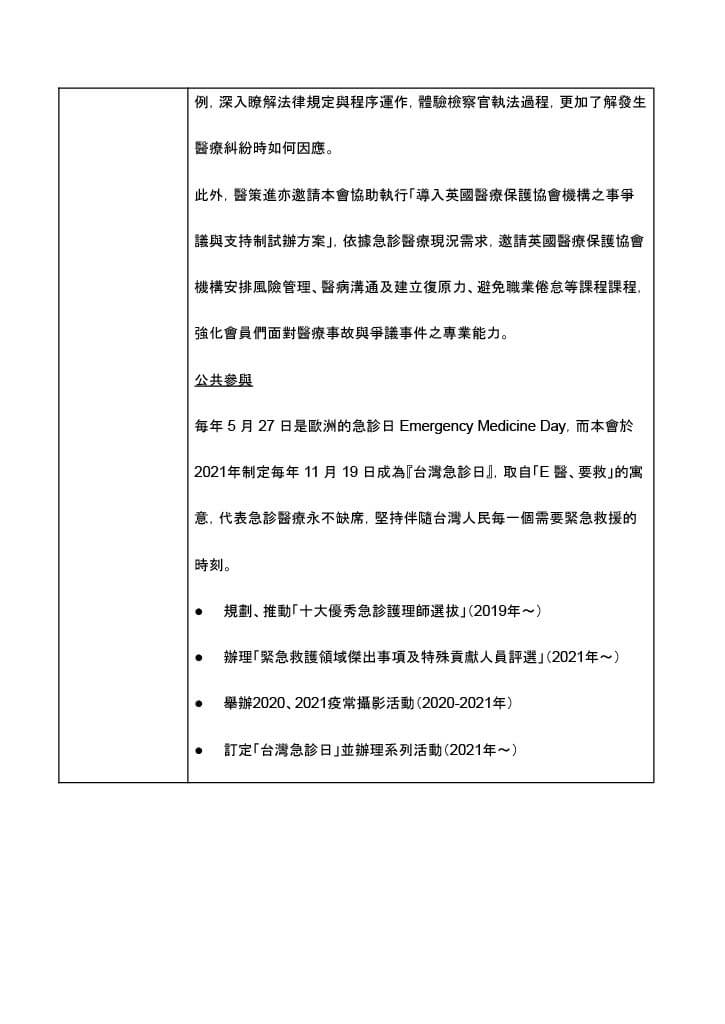 例，深入瞭解法律規定與程序運作，體驗檢察官執法過程，更加了解發生
醫療糾紛時如何因應。
此外，醫策進亦邀請本會協助執行「導入英國醫療保護協會機構之事爭
議與支持制試辦方案」，依據急診醫療現況需求，邀請英國醫療保護協會
機構安排風險管理、醫病溝通及建立復原力、避免職業倦怠等課程課程，
強化會員們面對醫療事故與爭議事件之專業能力。
公共參與
每年 5 月 27 日是歐洲的急診日 Emergency Medicine Day，而本會於
2021年制定每年 11 月 19 日成為『台灣急診日』，取自「E 醫、要救」的寓
意，代表急診醫療永不缺席，堅持伴隨台灣人民每一個需要緊急救援的
時刻。
● 規劃、推動「十大優秀急診護理師選拔」（2019年～）
● 辦理「緊急救護領域傑出事項及特殊貢獻人員評選」（2021年～）
● 舉辦2020、2021疫常攝影活動（2020-2021年）
● 訂定「台灣急診日」並辦理系列活動（2021年～）